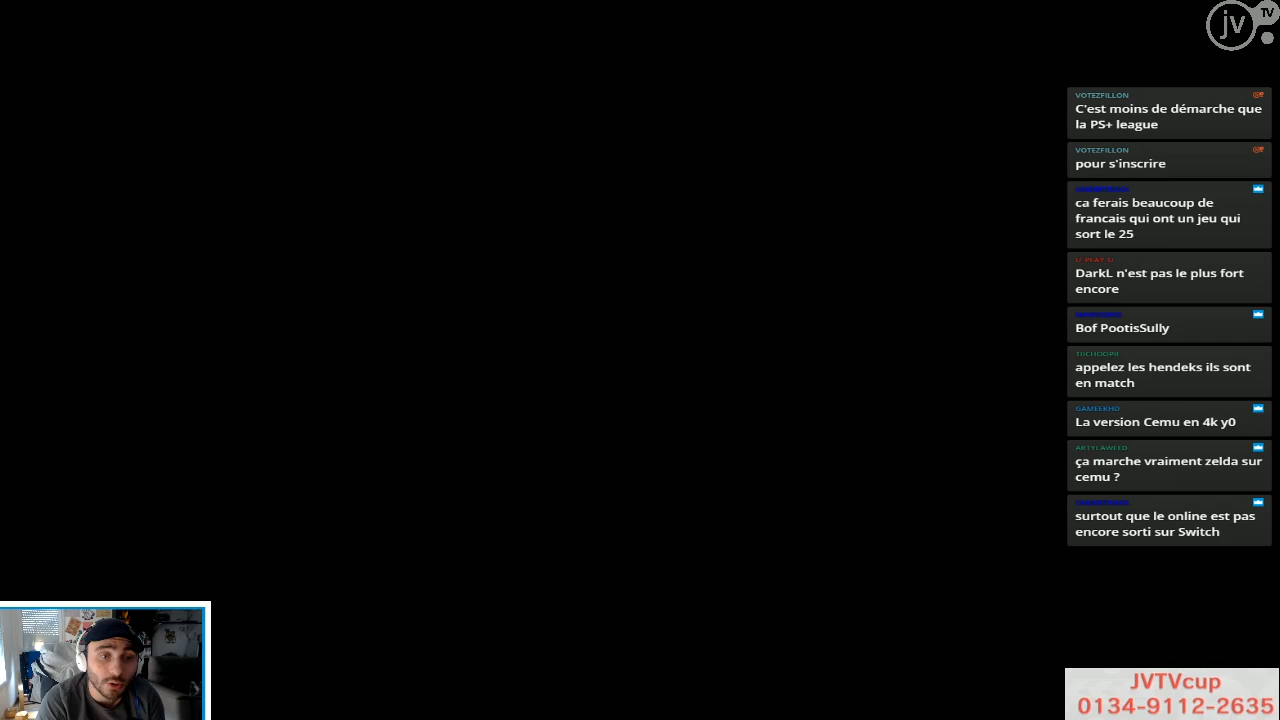 jv TV
VOTEZFILLON
C'est moins de démarche que
la PS+ league
VOTEZFILLON
pour s'inscrire
ca ferais beaucoup de
francais qui ont un jeu qui
sort le 25
DarkL n'est pas le plus fort
encore
Bof PootisSully
appelez les hendeks ils sont
en match
GAMEEKHD
La version Cemu en 4k y0
ARTYLAWEED
ça marche vraiment zelda sur
cemu ?
surtout que le online est pas
encore sorti sur Switch
JVTVcup
0134-9112-2635